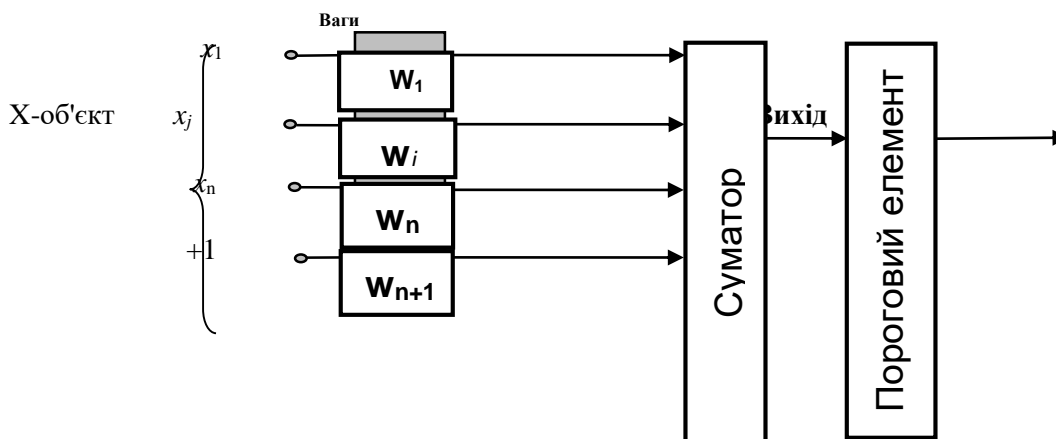 Ваги
x1
W1
X-об'єкт
xj
Wi
Вихід
xn
Wn
+1
Wn+1
Суматор
Пороговий елемент